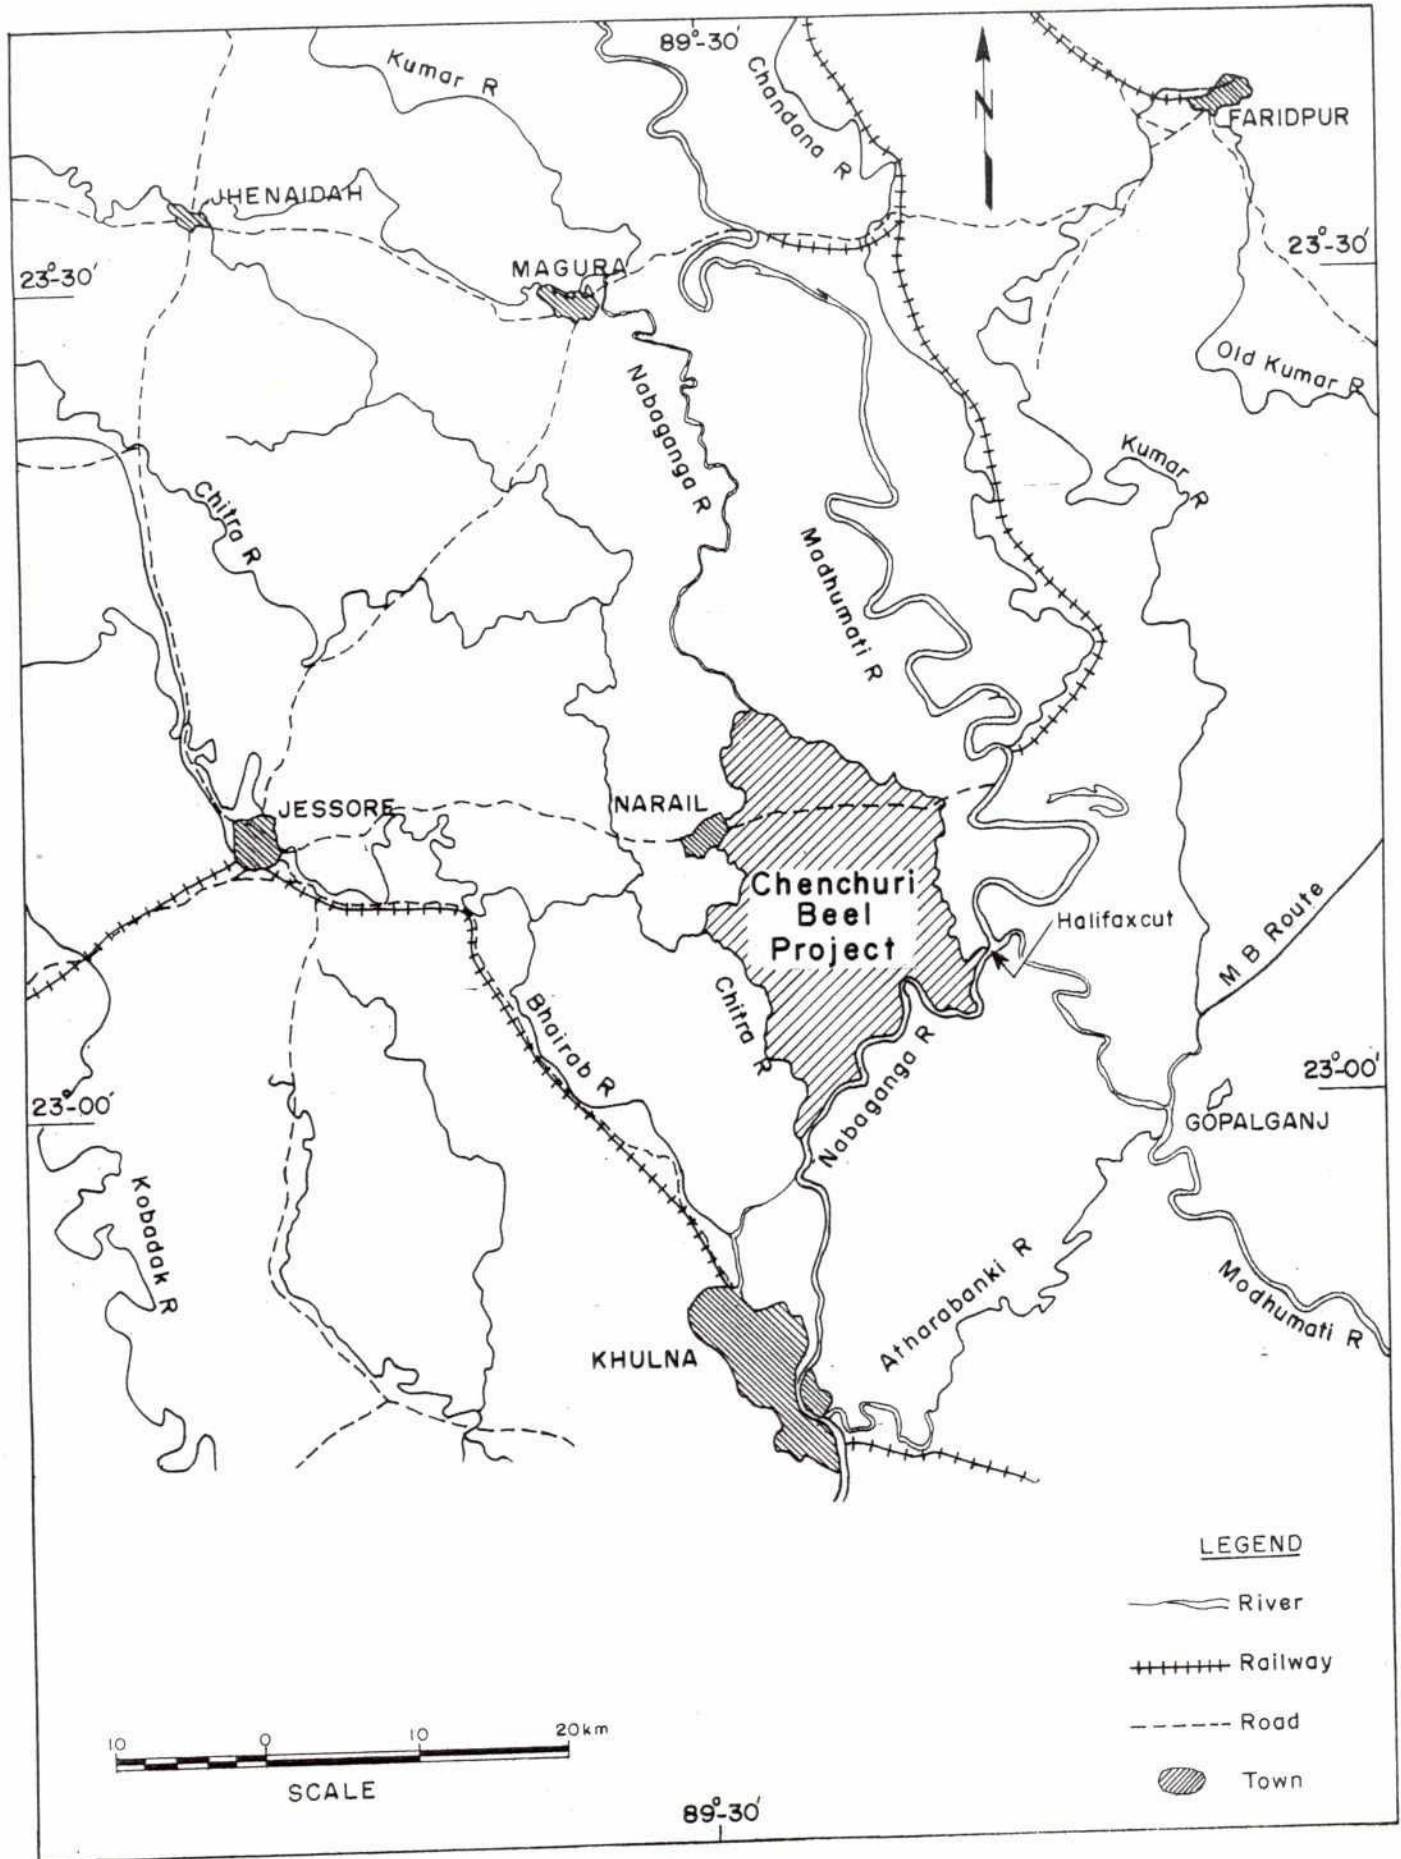 89°-30'
Kumar R
Chandana R
N
FARIDPUR
JHENAIDAH
23°-30'
23°-30'
MAGURA
Old Kumar R
Nabaganga R
Kumar R
Chitra R
Madhumati R
JESSORE
NARAIL
Chenchuri
Beel
Project
Halifaxcut
M B Route
Chitra R
Bhairab R
Nabaganga R
23°-00'
23°-00'
GOPALGANJ
Kobadak R
Atharabanki R
Modhumati R
KHULNA
LEGEND
River
Railway
Road
Town
10 0 10 20km
SCALE
89°-30'